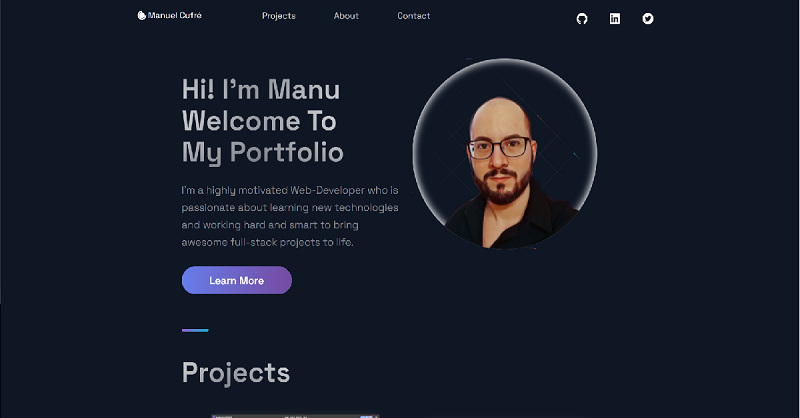 Manuel Cufré
Projects
About
Contact
Hi! I'm Manu
Welcome To
My Portfolio
I'm a highly motivated Web-Developer who is
passionate about learning new technologies
and working hard and smart to bring
awesome full-stack projects to life.
Learn More
Projects